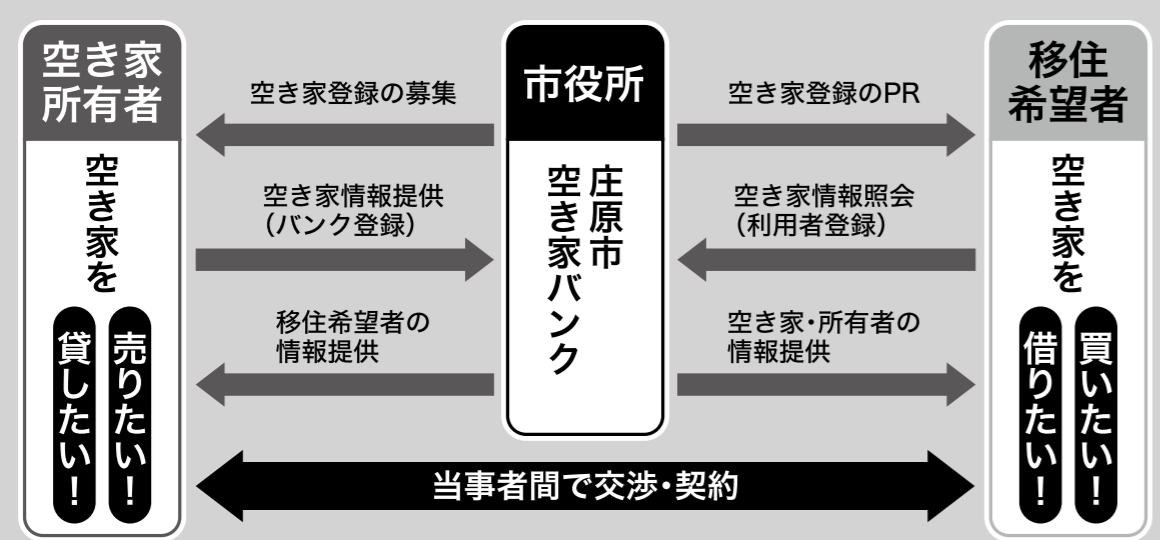 空き家
所有者
空き家を
売りたい！
貸したい！
空き家登録の募集
空き家情報提供
（バンク登録）
移住希望者の
情報提供
市役所
庄原市
空き家バンク
空き家登録のPR
空き家情報照会
（利用者登録）
空き家・所有者の
情報提供
移住
希望者
空き家を
買いたい！
借りたい！
当事者間で交渉・契約